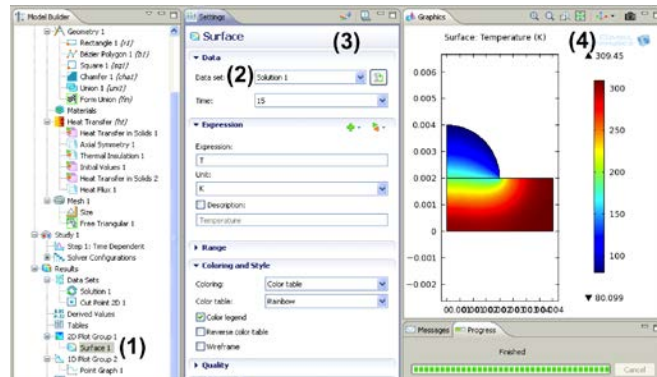 Model Builder
Geometry 1
Rectangle 1 (r1)
Bézier Polygon 1 (b1)
Square 1 (sq1)
Chamfer 1 (cha1)
Union 1 (uni1)
Form Union (fin)
Materials
Heat Transfer (ht)
Heat Transfer in Solids 1
Axial Symmetry 1
Thermal Insulation 1
Initial Values 1
Heat Transfer in Solids 2
Heat Flux 1
Mesh 1
Size
Free Triangular 1
Study 1
Step 1: Time Dependent
Solver Configurations
Results
Data Sets
Solution 1
Cut Point 2D 1
Derived Values
Tables
2D Plot Group 1
Surface 1
(1)
1D Plot Group 2
Point Graph 1
Settings
Surface
(3)
Data
Data set:
(2)
Solution 1
Time:
15
Expression
Expression:
T
Unit:
K
Description:
Temperature
Range
Coloring and Style
Coloring:
Color table
Color table:
Rainbow
Color legend
Reverse color table
Wireframe
Quality
Graphics
Surface: Temperature (K)
(4)
309.45
0.006
0.005
0.004
0.003
0.002
0.001
0
-0.001
-0.002
300
250
200
150
100
80.099
Messages
Progress
Finished
Cancel